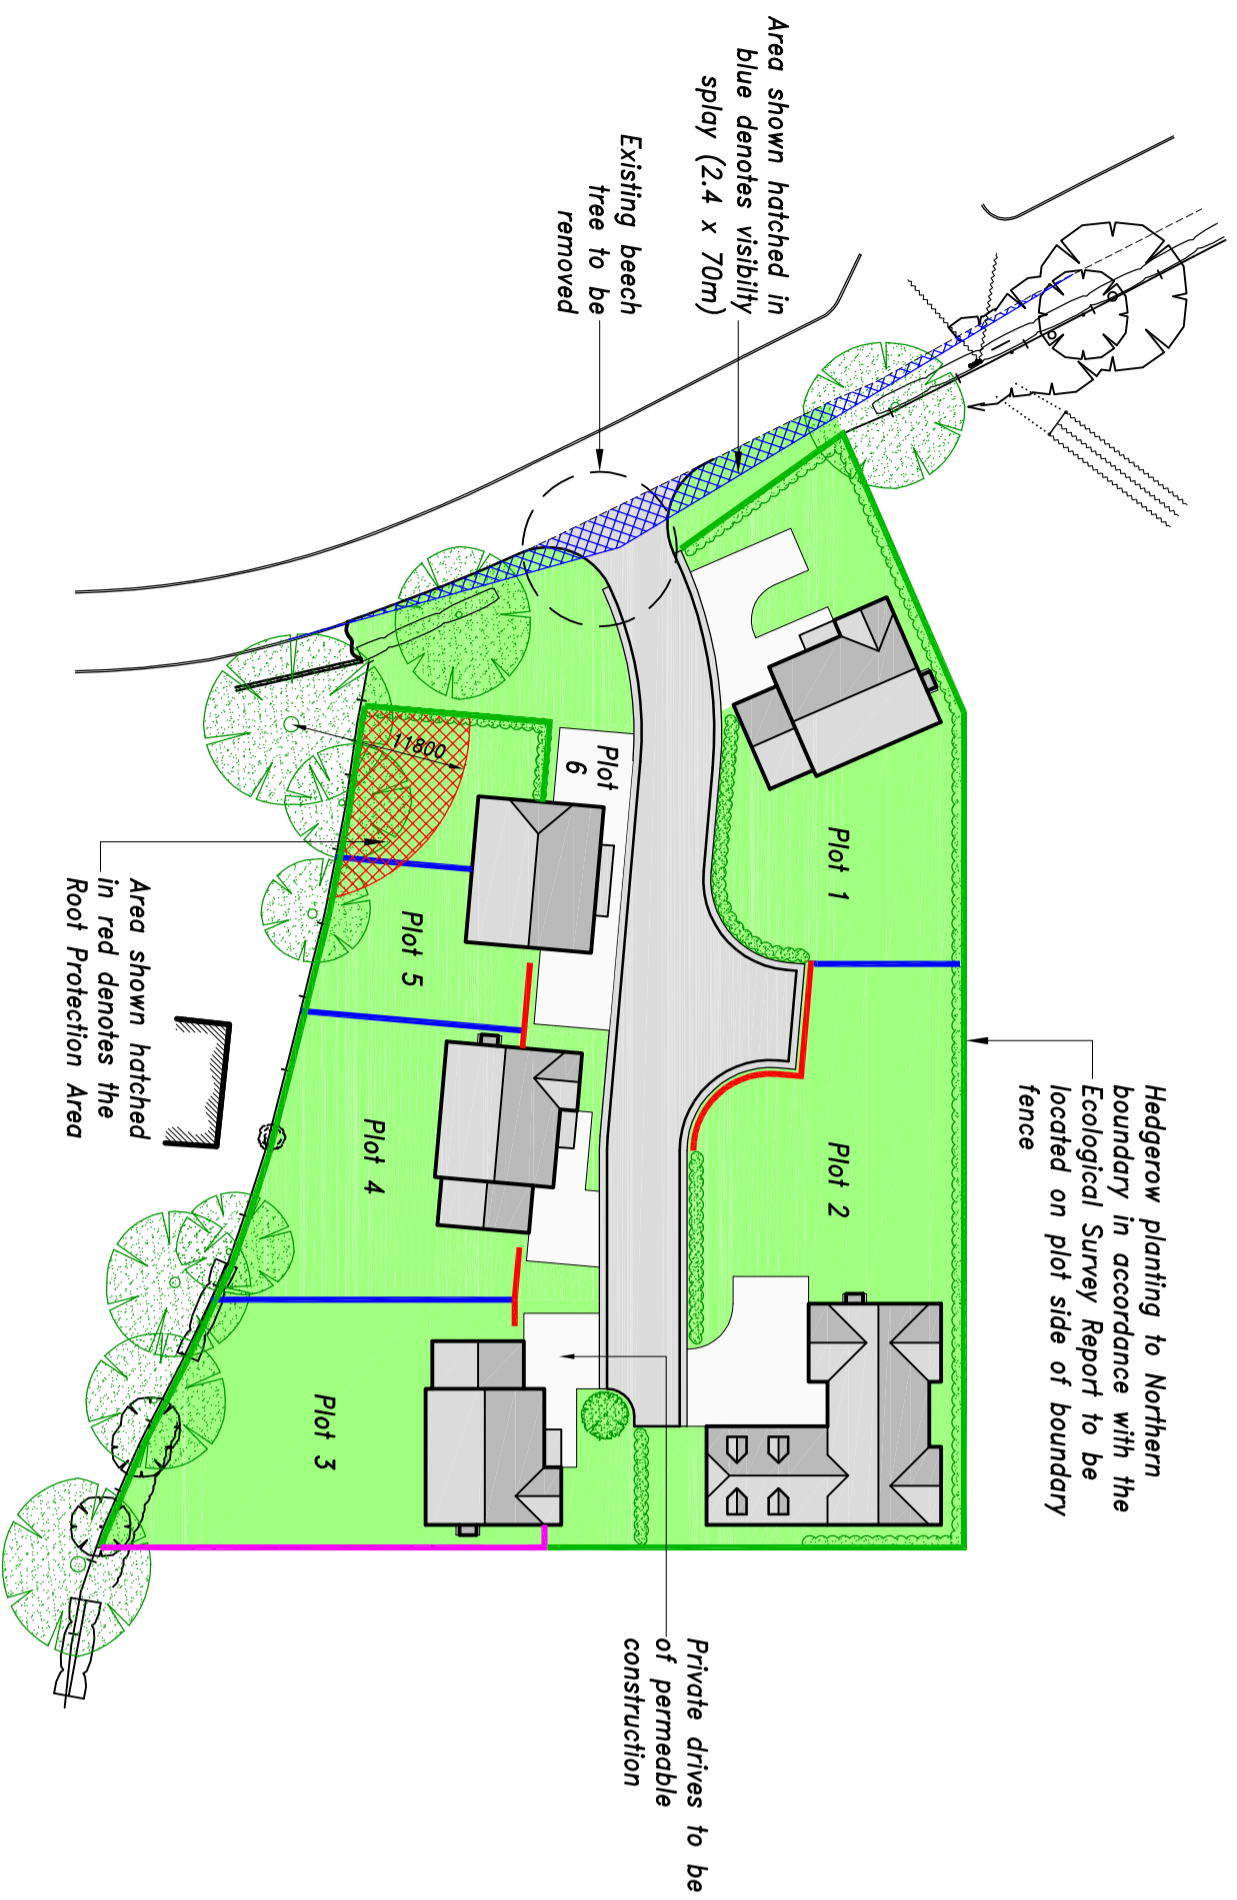 Area shown hatched in
blue denotes visibilty
splay (2.4 x 70m)
Existing beech
tree to be
removed
Hedgerow planting to Northern
boundary in accordance with the
Ecological Survey Report to be
located on plot side of boundary
fence
Plot 1
Plot 2
Plot
6
11800
Plot 5
Plot 4
Plot 3
Area shown hatched
in red denotes the
Root Protection Area
Private drives to be
of permeable
construction